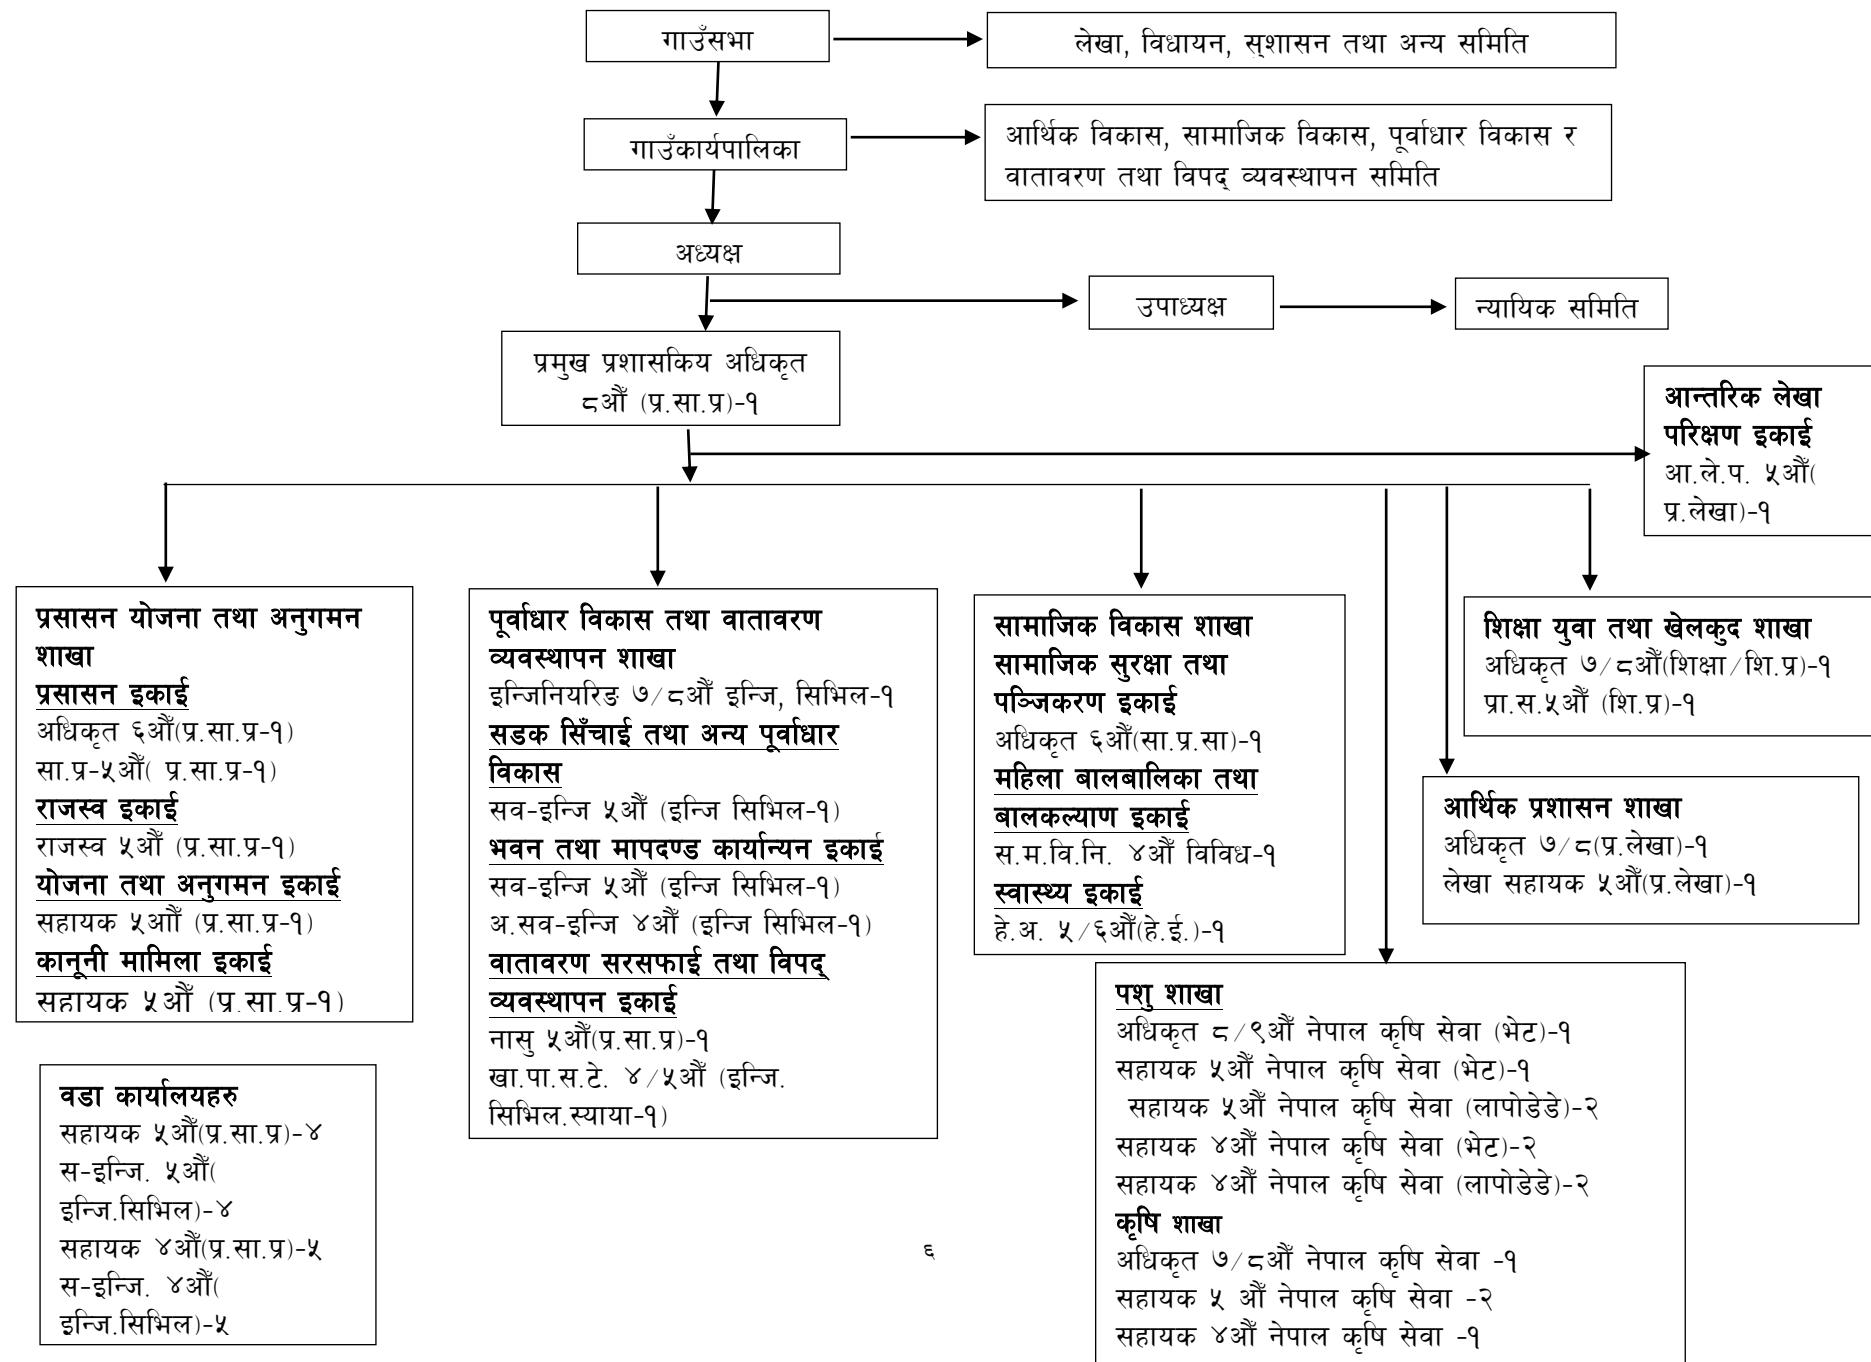 गाउँसभा
लेखा, विधायन, सुशासन तथा अन्य समिति
गाउँकार्यपालिका
आर्थिक विकास, सामाजिक विकास, पूर्वाधार विकास र
वातावरण तथा विपद् व्यवस्थापन समिति
अध्यक्ष
उपाध्यक्ष
न्यायिक समिति
प्रमुख प्रशासकिय अधिकृत
८औँ (प्र.सा.प्र)-१
आन्तरिक लेखा
परिक्षण इकाई
आ.ले.प. ५औँ(
प्र.लेखा)-१
प्रसासन योजना तथा अनुगमन
शाखा
प्रसासन इकाई
अधिकृत ६औँ(प्र.सा.प्र-१)
सा.प्र-५औँ( प्र.सा.प्र-१)
राजस्व इकाई
राजस्व ५औँ (प्र.सा.प्र-१)
योजना तथा अनुगमन इकाई
सहायक ५औँ (प्र.सा.प्र-१)
कानूनी मामिला इकाई
सहायक ५औँ (प्र.सा.प्र-१)
पूर्वाधार विकास तथा वातावरण
व्यवस्थापन शाखा
इन्जिनियरिङ ७/८औँ इन्जि, सिभिल-१
सडक सिँचाई तथा अन्य पूर्वाधार
विकास
सव-इन्जि ५औँ (इन्जि सिभिल-१)
भवन तथा मापदण्ड कार्यान्यन इकाई
सव-इन्जि ५औँ (इन्जि सिभिल-१)
अ.सव-इन्जि ४औँ (इन्जि सिभिल-१)
वातावरण सरसफाई तथा विपद्
व्यवस्थापन इकाई
नासु ५औँ(प्र.सा.प्र)-१
खा.पा.स.टे. ४/५औँ (इन्जि.
सिभिल.स्याया-१)
सामाजिक विकास शाखा
सामाजिक सुरक्षा तथा
पञ्जिकरण इकाई
अधिकृत ६औँ(सा.प्र.सा)-१
महिला बालबालिका तथा
बालकल्याण इकाई
स.म.वि.नि. ४औँ विविध-१
स्वास्थ्य इकाई
हे.अ. ५/६औँ(हे.ई.)-१
शिक्षा युवा तथा खेलकुद शाखा
अधिकृत ७/८औँ(शिक्षा/शि.प्र)-१
प्रा.स.५औँ (शि.प्र)-१
आर्थिक प्रशासन शाखा
अधिकृत ७/८(प्र.लेखा)-१
लेखा सहायक ५औँ(प्र.लेखा)-१
पशु शाखा
अधिकृत ८/९औँ नेपाल कृषि सेवा (भेट)-१
सहायक ५औँ नेपाल कृषि सेवा (भेट)-१
सहायक ५औँ नेपाल कृषि सेवा (लापोडेडे)-२
सहायक ४औँ नेपाल कृषि सेवा (भेट)-२
सहायक ४औँ नेपाल कृषि सेवा (लापोडेडे)-२
कृषि शाखा
अधिकृत ७/८औँ नेपाल कृषि सेवा -१
सहायक ५ औँ नेपाल कृषि सेवा -२
सहायक ४औँ नेपाल कृषि सेवा -१
वडा कार्यालयहरु
सहायक ५औँ(प्र.सा.प्र)-४
स-इन्जि. ५औँ(
इन्जि.सिभिल)-४
सहायक ४औँ(प्र.सा.प्र)-५
स-इन्जि. ४औँ(
इन्जि.सिभिल)-५
६